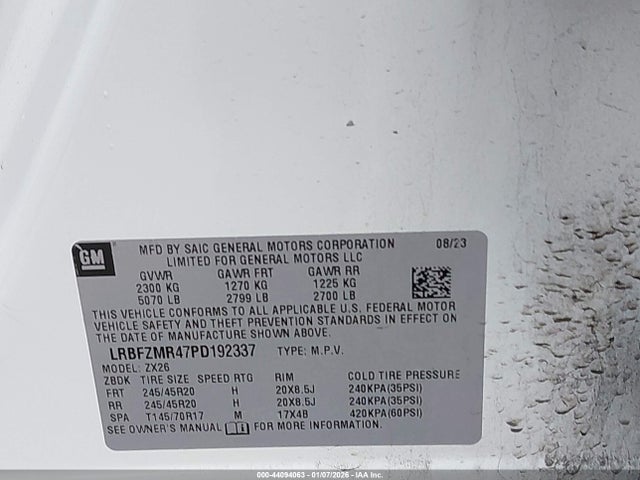 GM
MFD BY SAIC GENERAL MOTORS CORPORATION 08/23
LIMITED FOR GENERAL MOTORS LLC
GVWR GAWR FRT GAWR RR
2300 KG 1270 KG 1225 KG
5070 LB 2799 LB 2700 LB
THIS VEHICLE CONFORMS TO ALL APPLICABLE U.S. FEDERAL MOTOR
VEHICLE SAFETY AND THEFT PREVENTION STANDARDS IN EFFECT ON
THE DATE OF MANUFACTURE SHOWN ABOVE.
LRBFZMR47PD192337 TYPE: M.P.V.
MODEL: ZX26
ZBDK TIRE SIZE SPEED RTG RIM COLD TIRE PRESSURE
FRT 245/45R20 H 20X8.5J 240KPA(35PSI)
RR 245/45R20 H 20X8.5J 240KPA(35PSI)
SPA T145/70R17 M 17X4B 420KPA(60PSI)
SEE OWNER'S MANUAL FOR MORE INFORMATION.
000-44094063 - 01/07/2026 - IAA Inc.